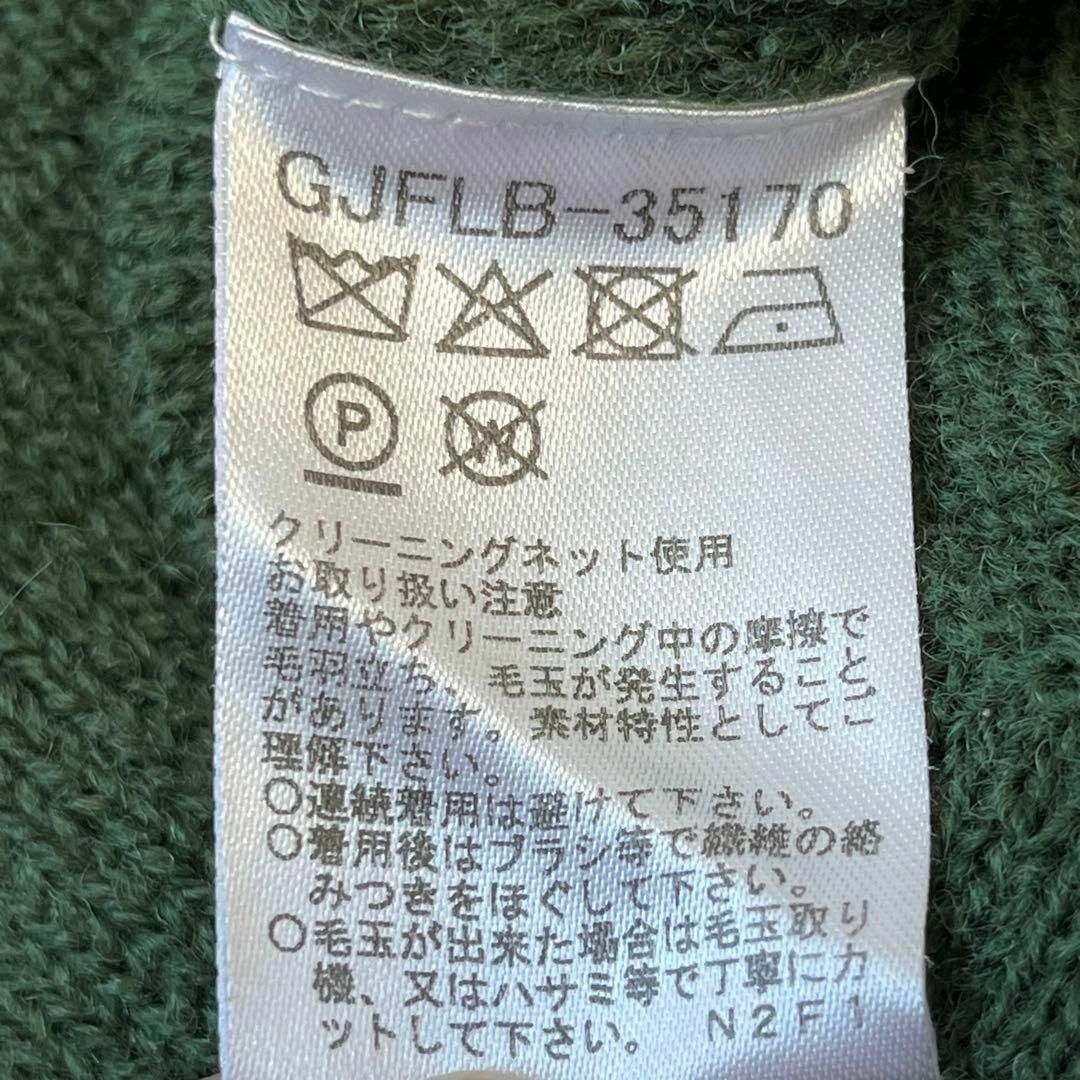 GJFLB-35170
P
W
クリーニングネット使用
お取り扱い注意
着用やクリーニング中の摩擦で
毛羽立ち、毛玉が発生すること
があります。素材特性としてご
理解下さい。
○連続着用は避けて下さい。
○着用後はブラシ等で繊維の絡
みつきをほぐして下さい。
○毛玉が出来た場合は毛玉取り
機、又はハサミ等で丁寧にカ
ットして下さい。 N2F1